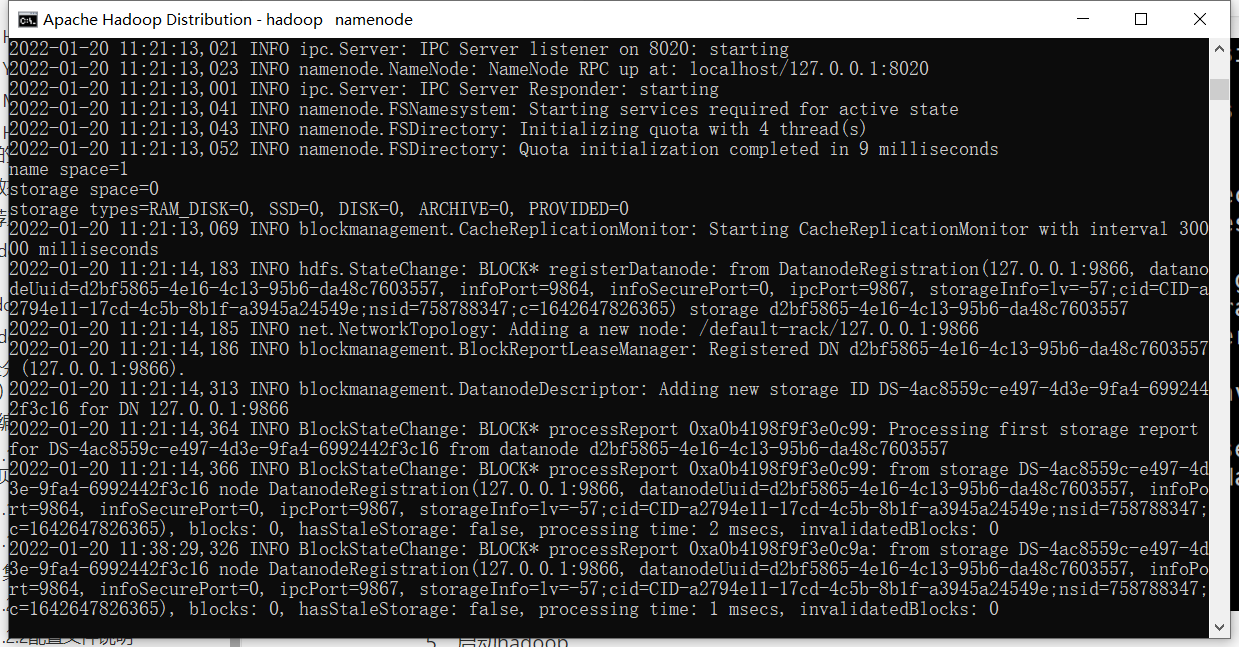 Apache Hadoop Distribution - hadoop   namenode
2022-01-20 11:21:13,021 INFO ipc.Server: IPC Server listener on 8020: starting
2022-01-20 11:21:13,023 INFO namenode.NameNode: NameNode RPC up at: localhost/127.0.0.1:8020
2022-01-20 11:21:13,001 INFO ipc.Server: IPC Server Responder: starting
2022-01-20 11:21:13,041 INFO namenode.FSNamesystem: Starting services required for active state
2022-01-20 11:21:13,043 INFO namenode.FSDirectory: Initializing quota with 4 thread(s)
2022-01-20 11:21:13,052 INFO namenode.FSDirectory: Quota initialization completed in 9 milliseconds
name space=1
storage space=0
storage types=RAM_DISK=0, SSD=0, DISK=0, ARCHIVE=0, PROVIDED=0
2022-01-20 11:21:13,069 INFO blockmanagement.CacheReplicationMonitor: Starting CacheReplicationMonitor with interval 300
00 milliseconds
2022-01-20 11:21:14,183 INFO hdfs.StateChange: BLOCK* registerDatanode: from DatanodeRegistration(127.0.0.1:9866, datano
deUuid=d2bf5865-4e16-4c13-95b6-da48c7603557, infoPort=9864, infoSecurePort=0, ipcPort=9867, storageInfo=lv=-57;cid=CID-a
2794e11-17cd-4c5b-8b1f-a3945a24549e;nsid=758788347;c=1642647826365) storage d2bf5865-4e16-4c13-95b6-da48c7603557
2022-01-20 11:21:14,185 INFO net.NetworkTopology: Adding a new node: /default-rack/127.0.0.1:9866
2022-01-20 11:21:14,186 INFO blockmanagement.BlockReportLeaseManager: Registered DN d2bf5865-4e16-4c13-95b6-da48c7603557
(127.0.0.1:9866).
2022-01-20 11:21:14,313 INFO blockmanagement.DatanodeDescriptor: Adding new storage ID DS-4ac8559c-e497-4d3e-9fa4-699244
2f3c16 for DN 127.0.0.1:9866
2022-01-20 11:21:14,364 INFO BlockStateChange: BLOCK* processReport 0xa0b4198f9f3e0c99: Processing first storage report
for DS-4ac8559c-e497-4d3e-9fa4-6992442f3c16 from datanode d2bf5865-4e16-4c13-95b6-da48c7603557
2022-01-20 11:21:14,366 INFO BlockStateChange: BLOCK* processReport 0xa0b4198f9f3e0c99: from storage DS-4ac8559c-e497-4d
3e-9fa4-6992442f3c16 node DatanodeRegistration(127.0.0.1:9866, datanodeUuid=d2bf5865-4e16-4c13-95b6-da48c7603557, infoPo
rt=9864, infoSecurePort=0, ipcPort=9867, storageInfo=lv=-57;cid=CID-a2794e11-17cd-4c5b-8b1f-a3945a24549e;nsid=758788347;
c=1642647826365), blocks: 0, hasStaleStorage: false, processing time: 2 msecs, invalidatedBlocks: 0
2022-01-20 11:38:29,326 INFO BlockStateChange: BLOCK* processReport 0xa0b4198f9f3e0c9a: from storage DS-4ac8559c-e497-4d
3e-9fa4-6992442f3c16 node DatanodeRegistration(127.0.0.1:9866, datanodeUuid=d2bf5865-4e16-4c13-95b6-da48c7603557, infoPo
rt=9864, infoSecurePort=0, ipcPort=9867, storageInfo=lv=-57;cid=CID-a2794e11-17cd-4c5b-8b1f-a3945a24549e;nsid=758788347;
c=1642647826365), blocks: 0, hasStaleStorage: false, processing time: 1 msecs, invalidatedBlocks: 0